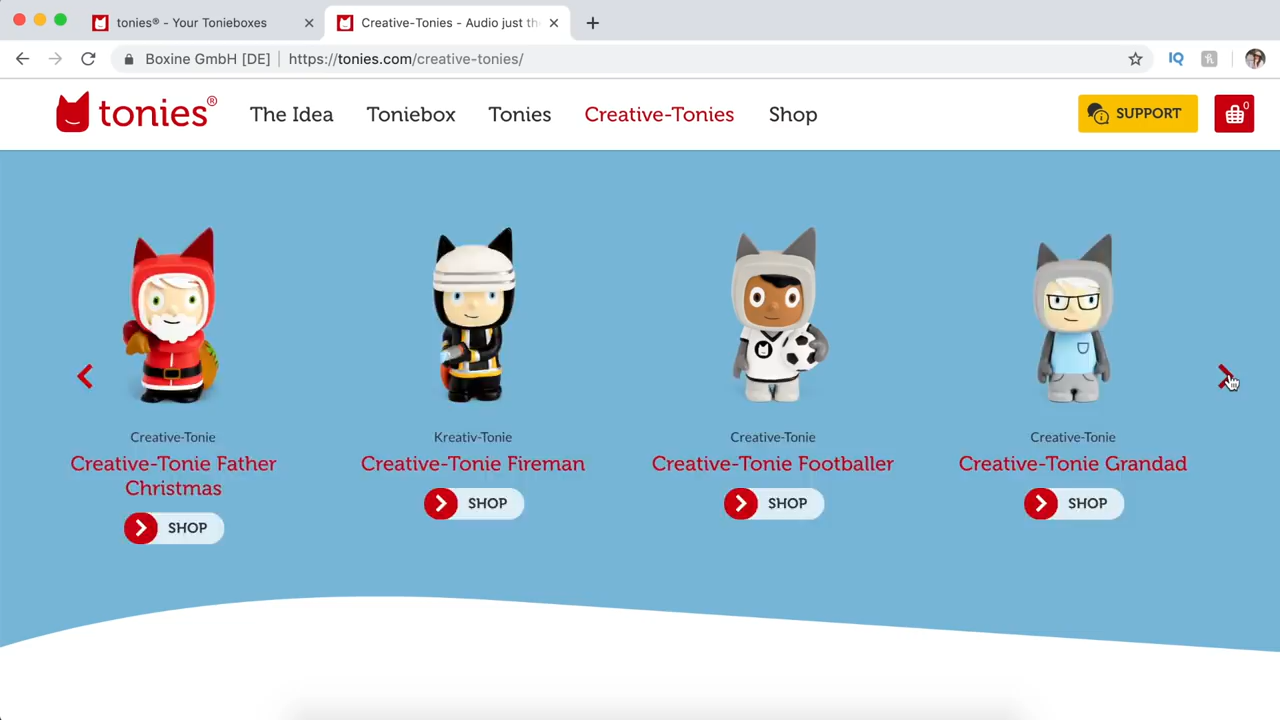 tonies® - Your Tonieboxes
Creative-Tonies - Audio just th
Boxine GmbH [DE] https://tonies.com/creative-tonies/
IQ
tonies®
The Idea
Toniebox
Tonies
Creative-Tonies
Shop
SUPPORT
0
Creative-Tonie
Creative-Tonie Father
Christmas
SHOP
Kreativ-Tonie
Creative-Tonie Fireman
SHOP
Creative-Tonie
Creative-Tonie Footballer
SHOP
Creative-Tonie
Creative-Tonie Grandad
SHOP